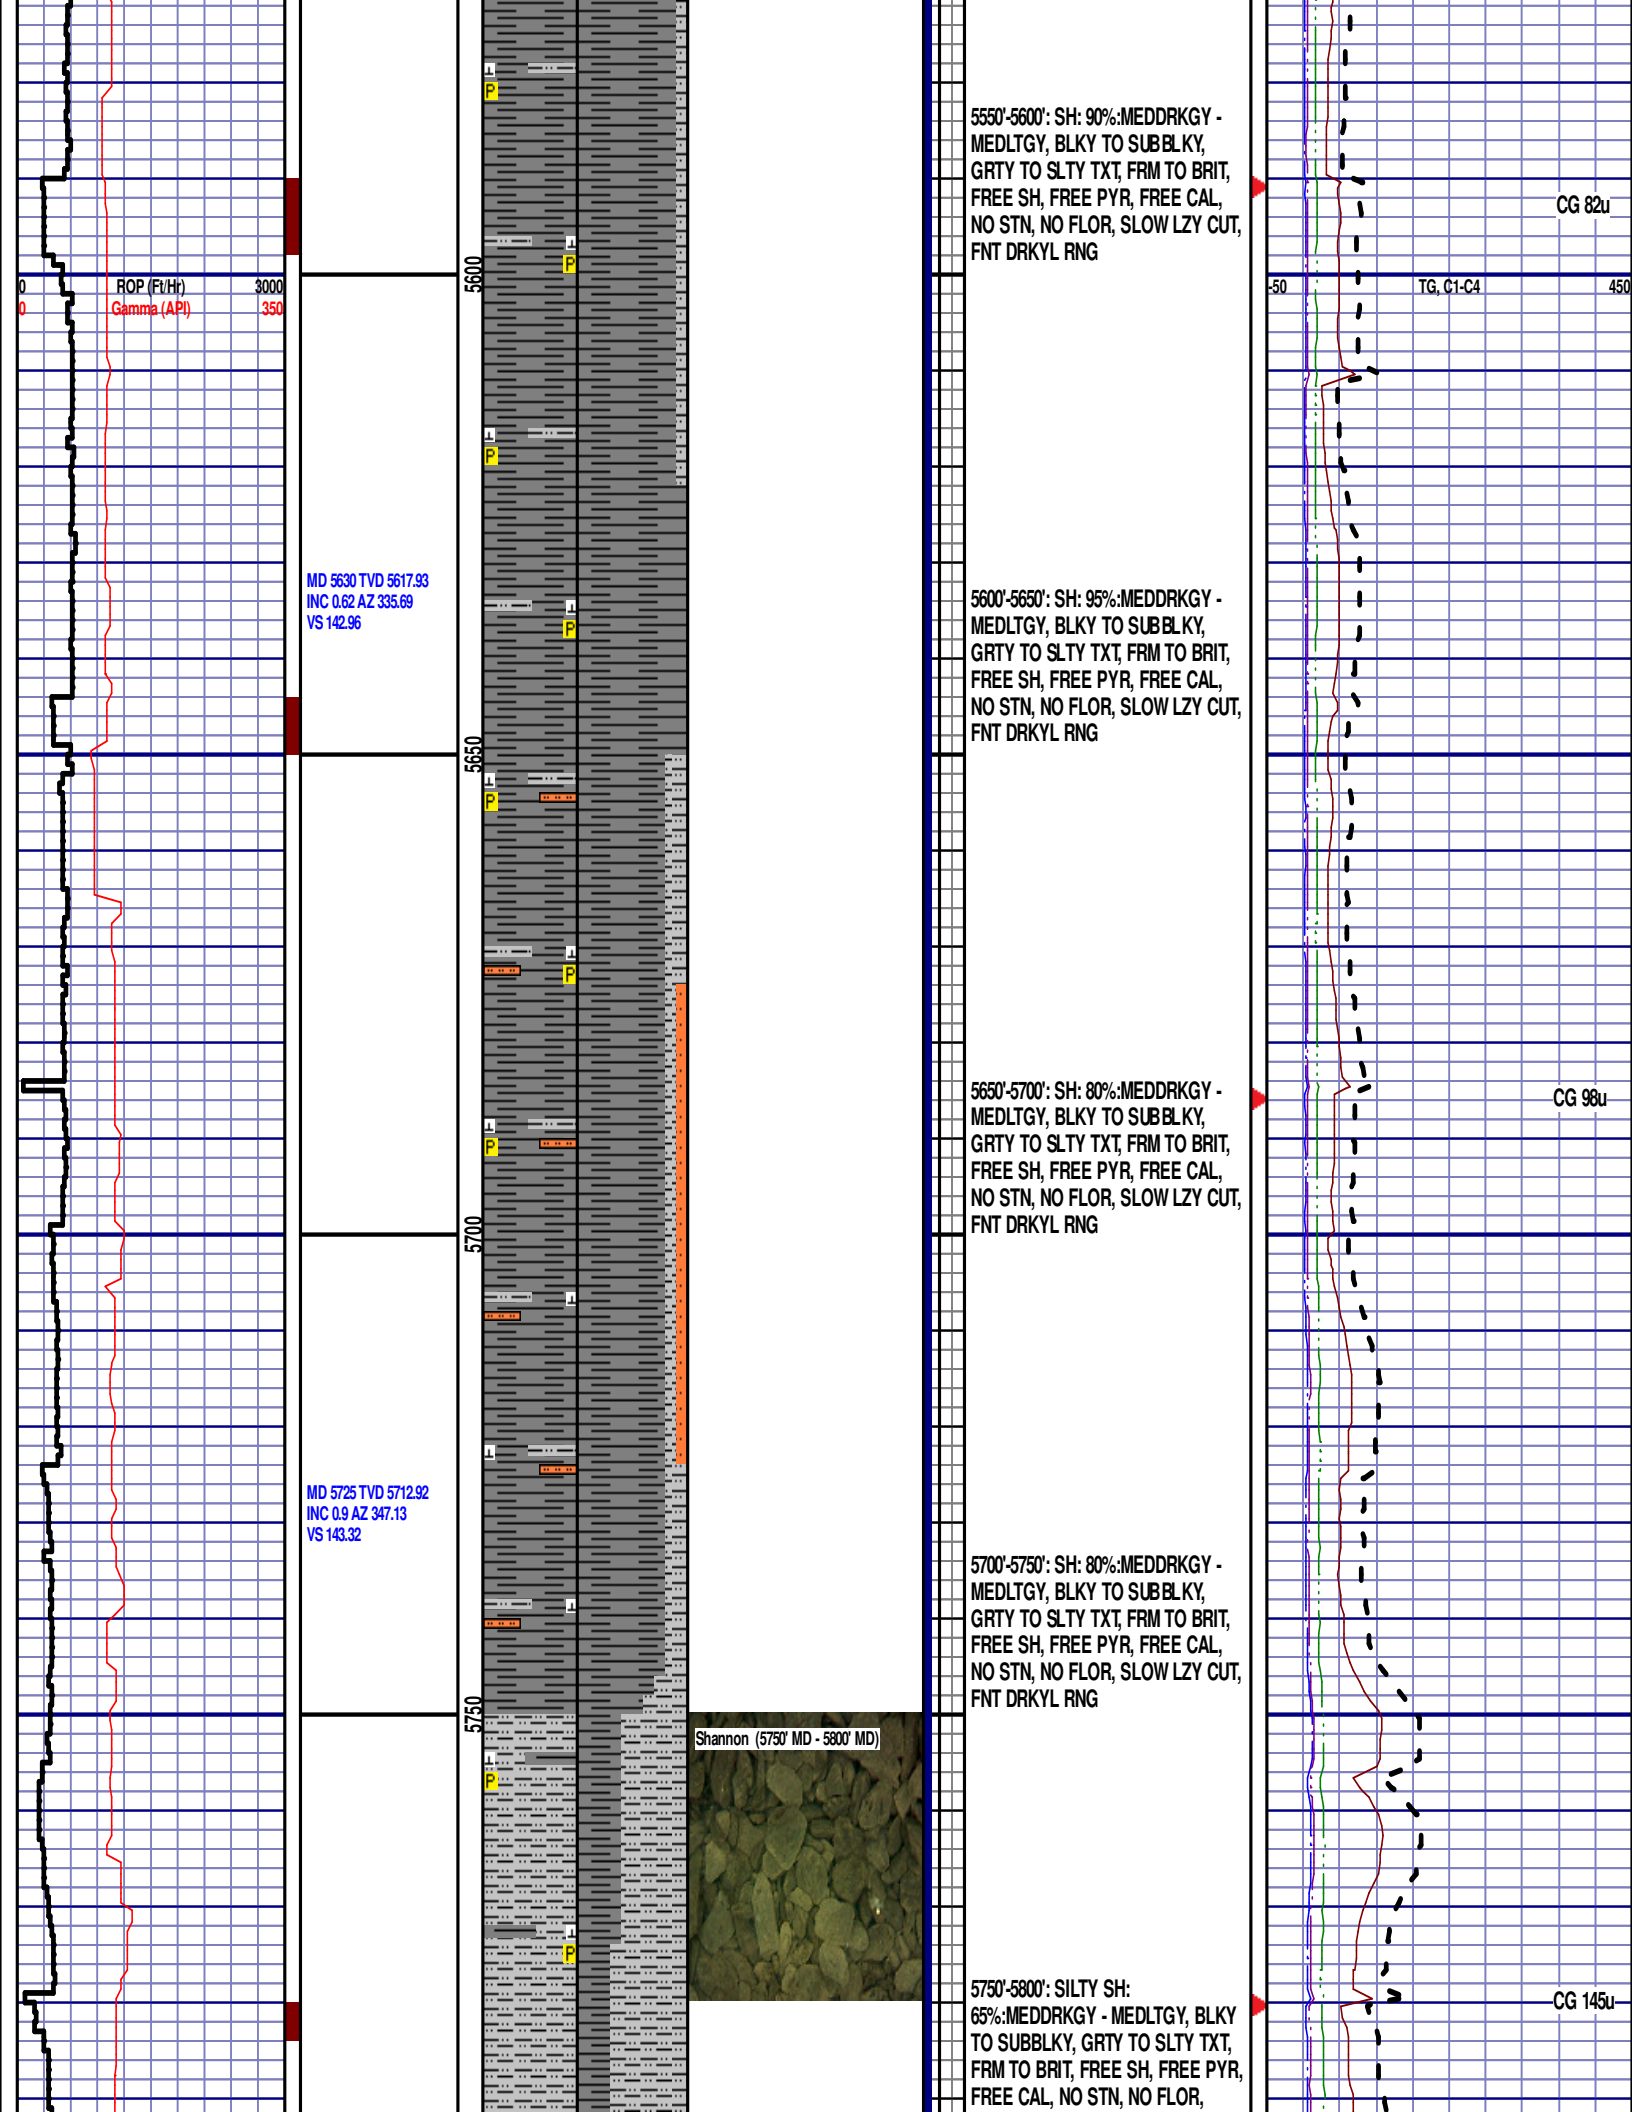 5550'-5600': SH: 90%:MEDDRKGY -
MEDLTGY, BLKY TO SUBBLKY,
GRTY TO SLTY TXT, FRM TO BRIT,
FREE SH, FREE PYR, FREE CAL,
NO STN, NO FLOR, SLOW LZY CUT,
FNT DRKYL RNG
CG 82u
5600
0 ROP (Ft/Hr) 3000
0 Gamma (API) 350
-50 TG, C1-C4 450
MD 5630 TVD 5617.93
INC 0.62 AZ 335.69
VS 142.96
5600'-5650': SH: 95%:MEDDRKGY -
MEDLTGY, BLKY TO SUBBLKY,
GRTY TO SLTY TXT, FRM TO BRIT,
FREE SH, FREE PYR, FREE CAL,
NO STN, NO FLOR, SLOW LZY CUT,
FNT DRKYL RNG
5650
5650'-5700': SH: 80%:MEDDRKGY -
MEDLTGY, BLKY TO SUBBLKY,
GRTY TO SLTY TXT, FRM TO BRIT,
FREE SH, FREE PYR, FREE CAL,
NO STN, NO FLOR, SLOW LZY CUT,
FNT DRKYL RNG
CG 98u
5700
MD 5725 TVD 5712.92
INC 0.9 AZ 347.13
VS 143.32
5700'-5750': SH: 80%:MEDDRKGY -
MEDLTGY, BLKY TO SUBBLKY,
GRTY TO SLTY TXT, FRM TO BRIT,
FREE SH, FREE PYR, FREE CAL,
NO STN, NO FLOR, SLOW LZY CUT,
FNT DRKYL RNG
5750
Shannon (5750' MD - 5800' MD)
5750'-5800': SILTY SH:
65%:MEDDRKGY - MEDLTGY, BLKY
TO SUBBLKY, GRTY TO SLTY TXT,
FRM TO BRIT, FREE SH, FREE PYR,
FREE CAL, NO STN, NO FLOR,
CG 145u
P
P
P
P
P
P
P
P
P